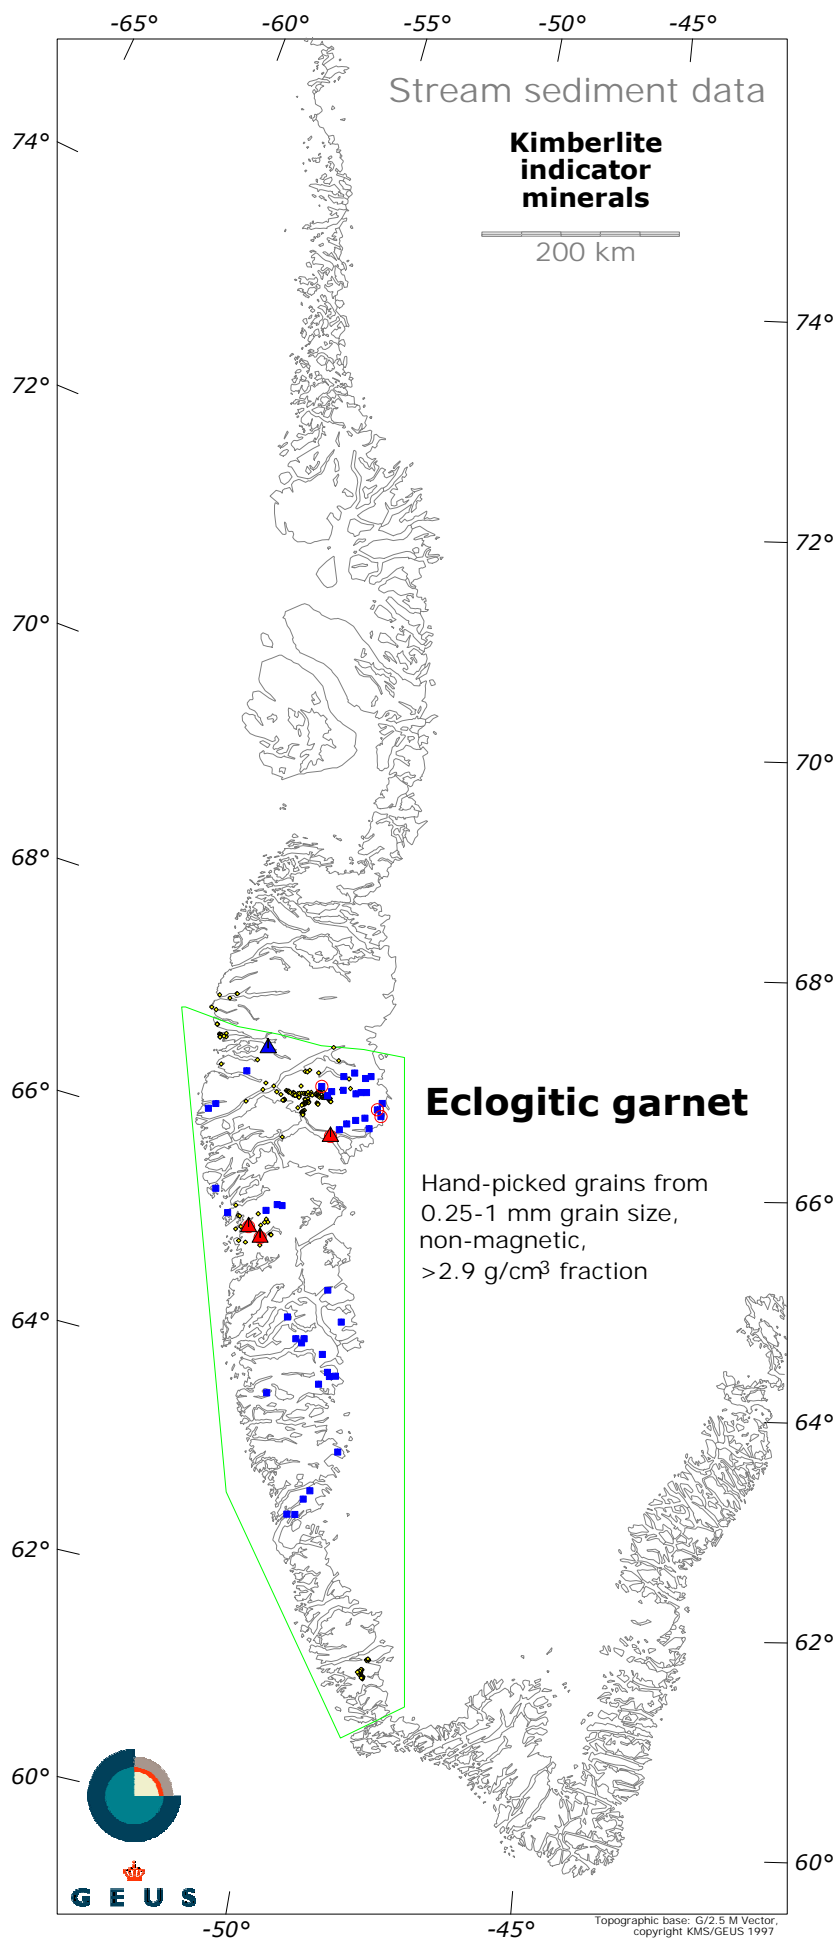 -65° -60° -55° -50° -45°
Stream sediment data
Kimberlite
indicator
minerals
200 km
74°
74°
72°
72°
70°
70°
68°
68°
66°
Eclogitic garnet
Hand-picked grains from
0.25-1 mm grain size,
non-magnetic,
>2.9 g/cm³ fraction
66°
64°
64°
62°
62°
60°
60°
G E U S
-50° -45°
Topographic base: G/2.5 M Vector,
copyright KMS/GEUS 1997